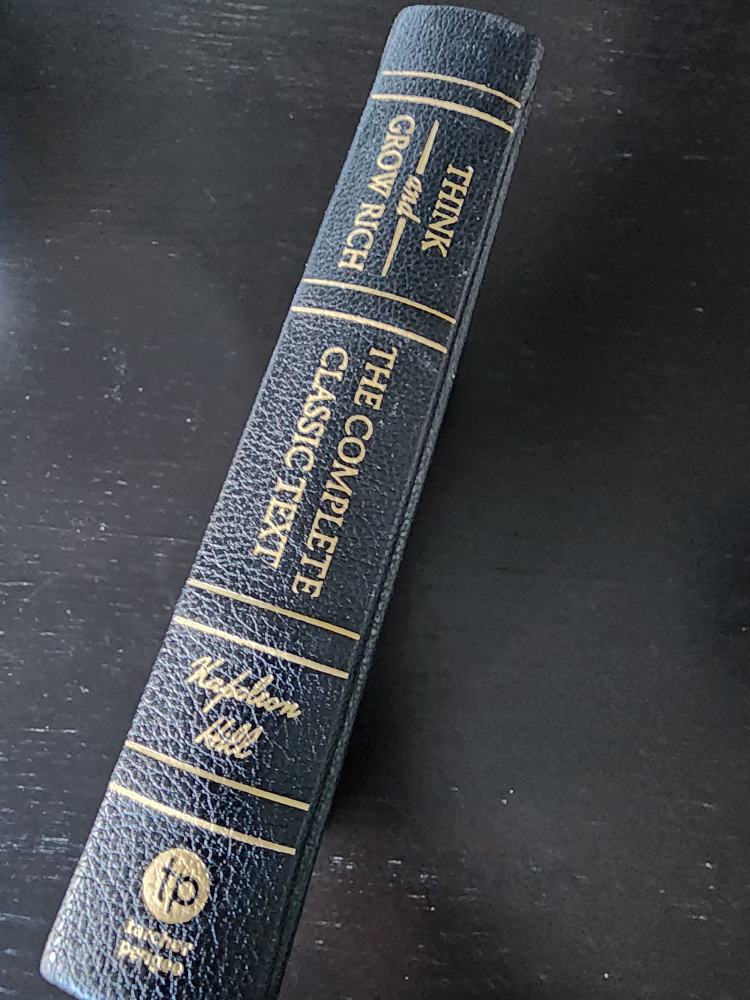 THINK
and
GROW RICH
THE COMPLETE
CLASSIC TEXT
Napoleon
Hill
tp
tarcher
perigee